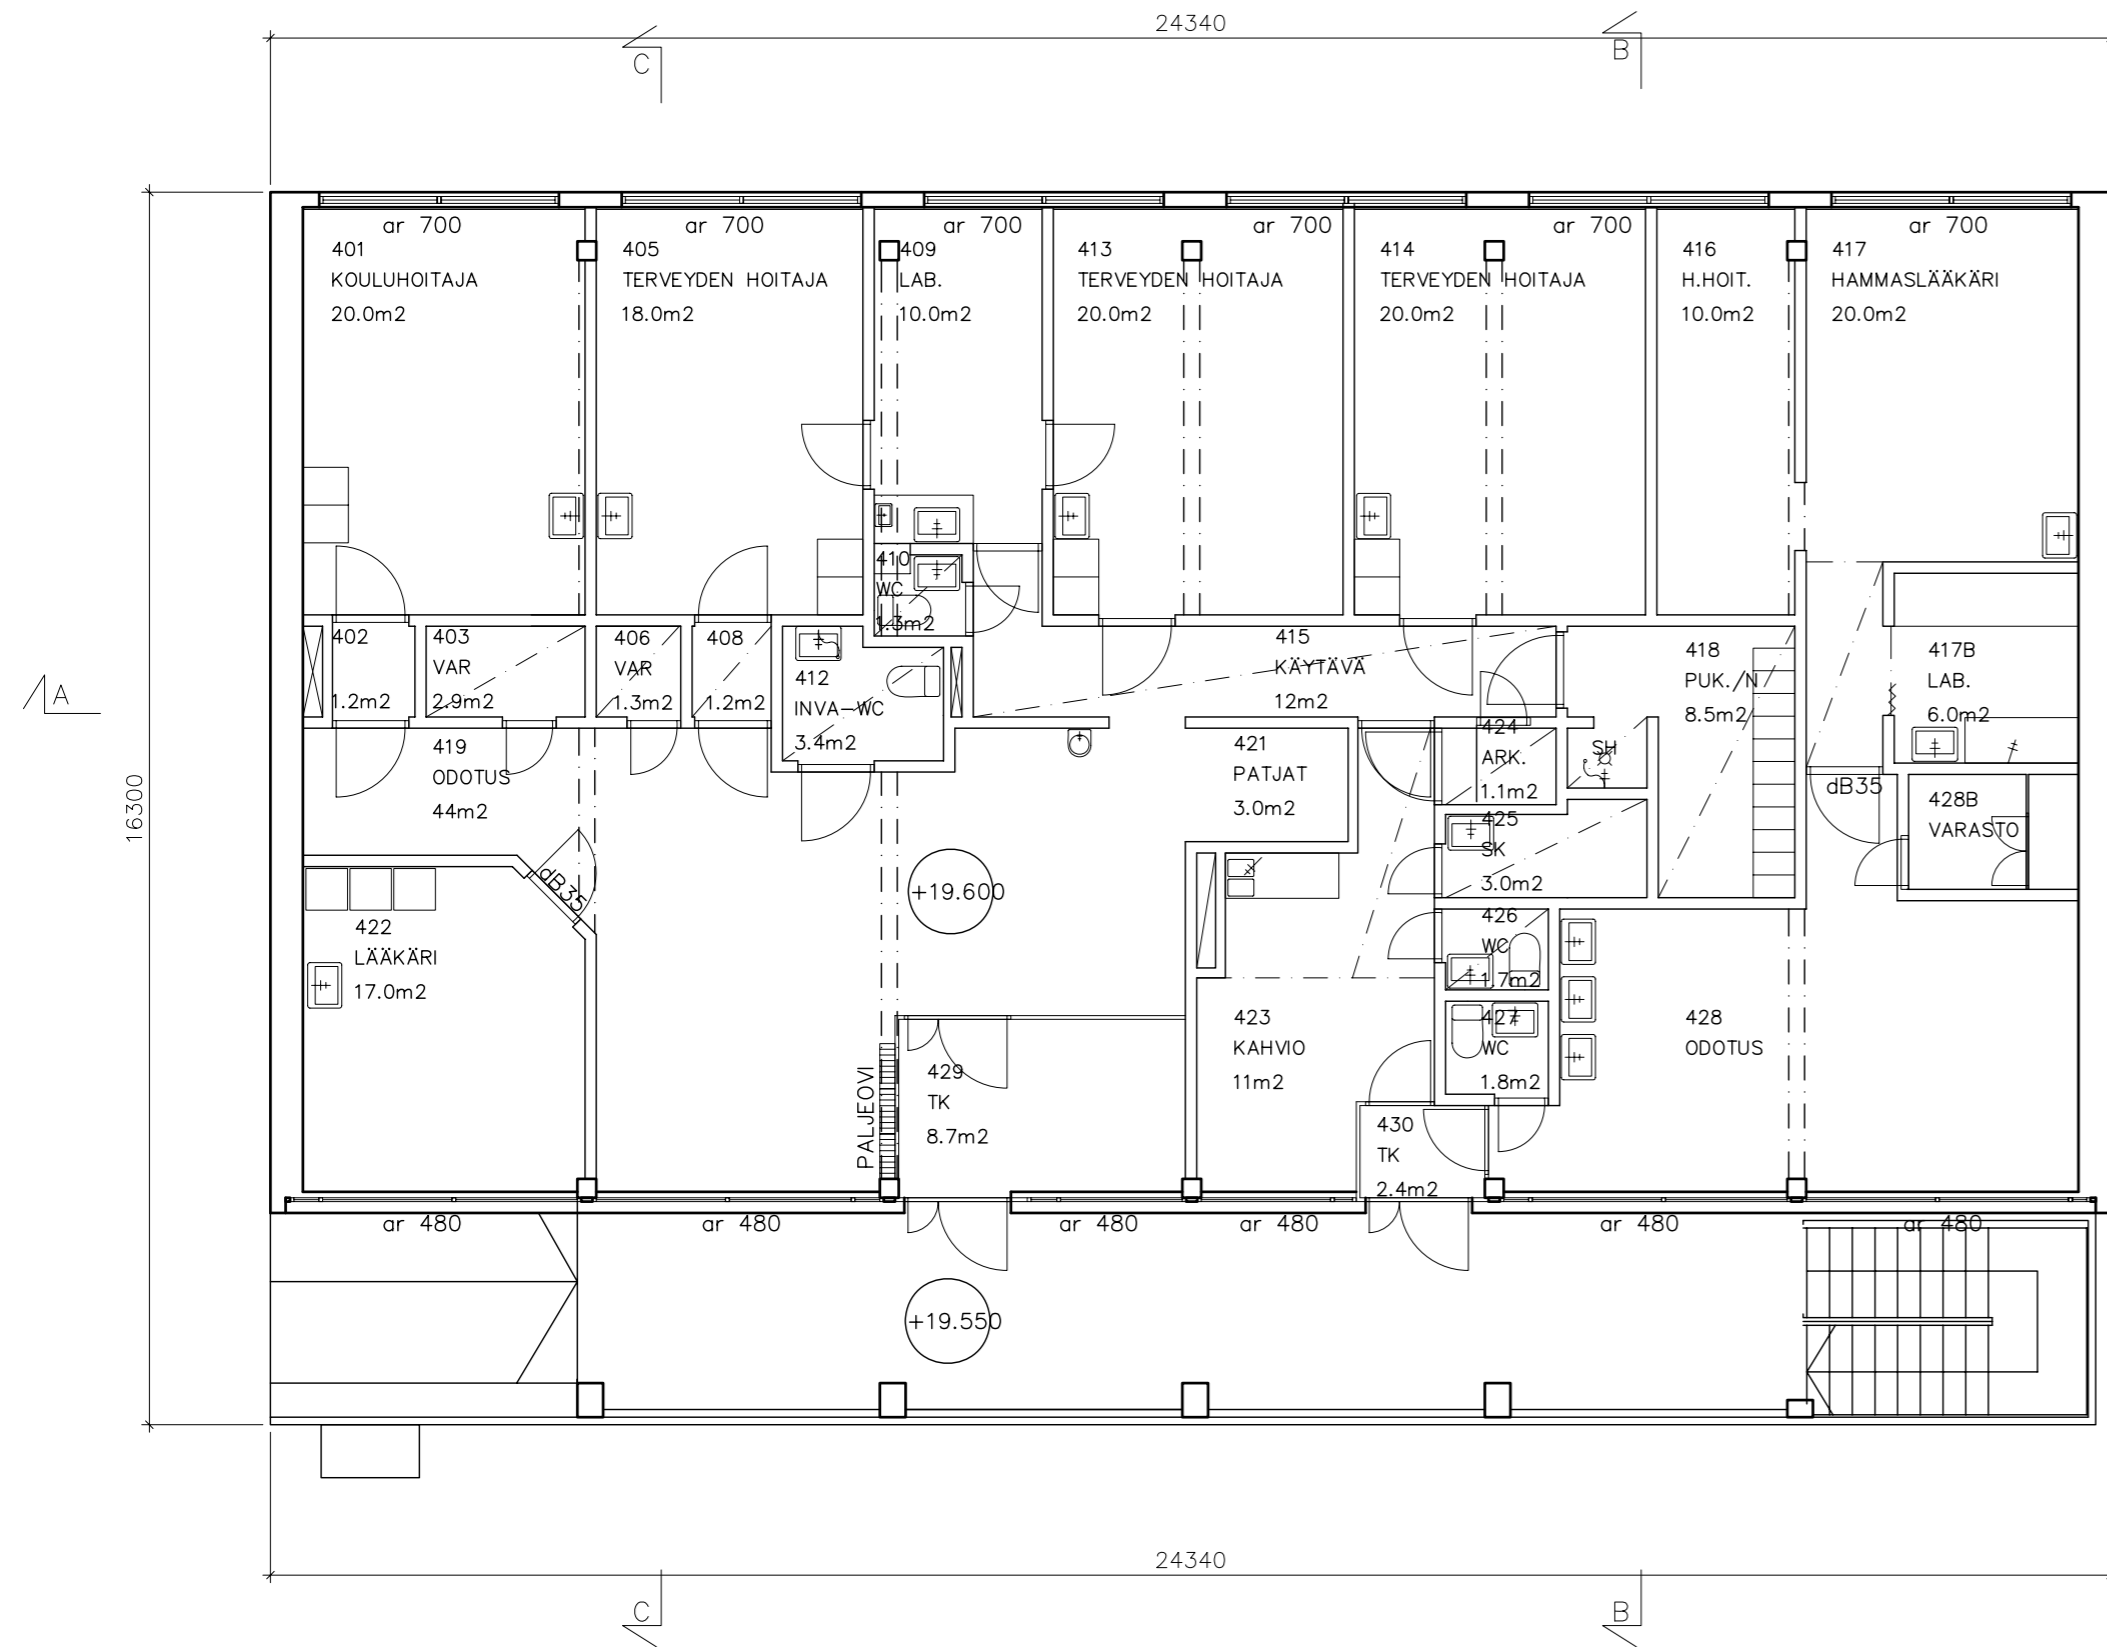 24340
C
B
ar 700
ar 700
ar 700
ar 700
ar 700
ar 700
401
KOULUHOITAJA
20.0m2
405
TERVEYDEN HOITAJA
18.0m2
409
LAB.
10.0m2
413
TERVEYDEN HOITAJA
20.0m2
414
TERVEYDEN HOITAJA
20.0m2
416
H.HOIT.
10.0m2
417
HAMMASLÄÄKÄRI
20.0m2
410
WC
1.3m2
402
1.2m2
403
VAR
2.9m2
406
VAR
1.3m2
408
1.2m2
412
INVA-WC
3.4m2
415
KÄYTÄVÄ
12m2
418
PUK./N
8.5m2
417B
LAB.
6.0m2
A
419
ODOTUS
44m2
421
PATJAT
3.0m2
424
ARK.
1.1m2
SH
dB35
428B
VARASTO
16300
425
SK
3.0m2
dB35
+19.600
422
LÄÄKÄRI
17.0m2
426
WC
1.7m2
423
KAHVIO
11m2
427
WC
1.8m2
428
ODOTUS
PALJEOVI
429
TK
8.7m2
430
TK
2.4m2
ar 480
ar 480
ar 480
ar 480
ar 480
ar 480
+19.550
24340
C
B